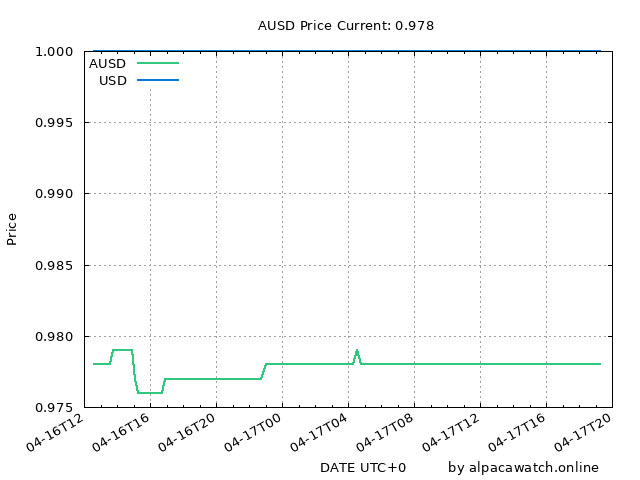 AUSD Price Current: 0.978
1.000
AUSD
USD
0.995
0.990
Price
0.985
0.980
0.975
04-16T12 04-16T16 04-16T20 04-17T00 04-17T04 04-17T08 04-17T12 04-17T16 04-17T20
DATE UTC+0 by alpacawatch.online